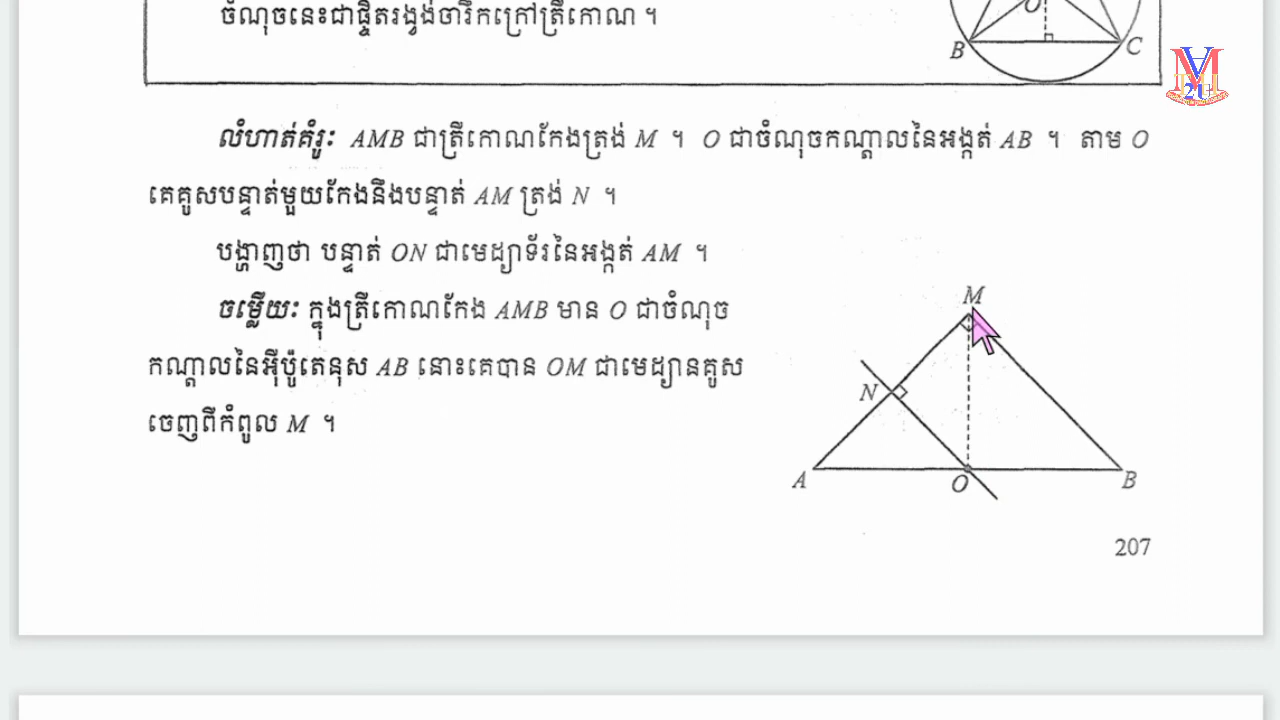 ចំណុចនេះជាផ្ចិតរង្វង់ចារឹកក្រៅត្រីកោណ ។
O
B
C
លំហាត់គំរូ: AMB ជាត្រីកោណកែងត្រង់ M ។ O ជាចំណុចកណ្តាលនៃអង្កត់ AB ។ តាម O
គេគូសបន្ទាត់មួយកែងនឹងបន្ទាត់ AM ត្រង់ N ។
បង្ហាញថា បន្ទាត់ ON ជាមេដ្យាទ័រនៃអង្កត់ AM ។
ចម្លើយ: ក្នុងត្រីកោណកែង AMB មាន O ជាចំណុច
កណ្តាលនៃអ៊ីប៉ូតេនុស AB នោះគេបាន OM ជាមេដ្យានគូស
ចេញពីកំពូល M ។
M
N
A
O
B
207